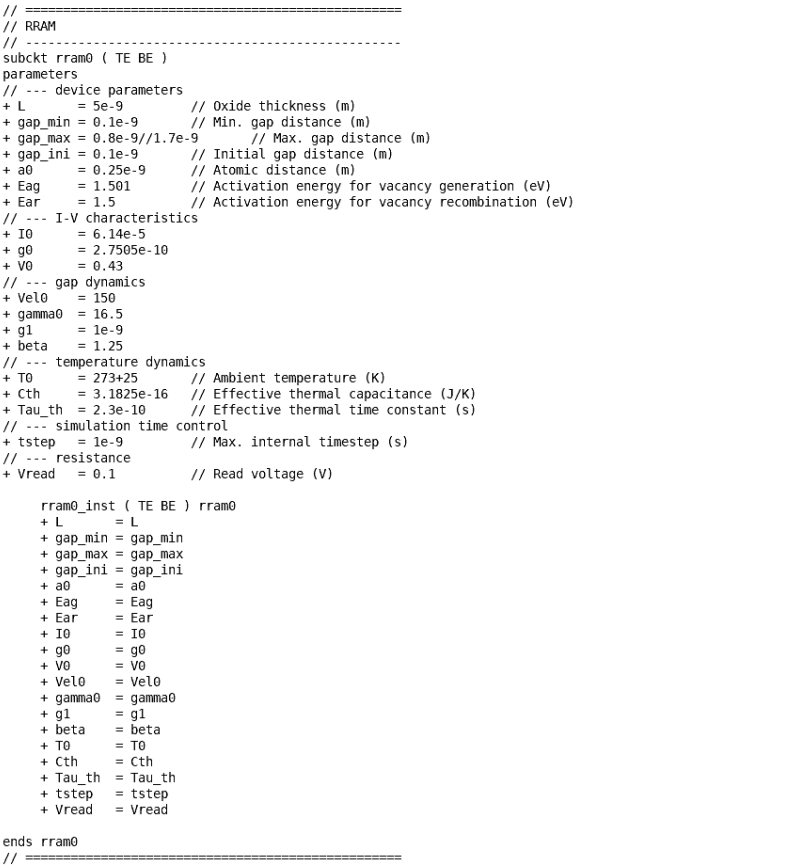 // ==================================================
// RRAM
// --------------------------------------------------
subckt rram0 ( TE BE )
parameters
// --- device parameters
+ L       = 5e-9         // Oxide thickness (m)
+ gap_min = 0.1e-9       // Min. gap distance (m)
+ gap_max = 0.8e-9//1.7e-9       // Max. gap distance (m)
+ gap_ini = 0.1e-9       // Initial gap distance (m)
+ a0      = 0.25e-9      // Atomic distance (m)
+ Eag     = 1.501        // Activation energy for vacancy generation (eV)
+ Ear     = 1.5          // Activation energy for vacancy recombination (eV)
// --- I-V characteristics
+ I0      = 6.14e-5
+ g0      = 2.7505e-10
+ V0      = 0.43
// --- gap dynamics
+ Vel0    = 150
+ gamma0  = 16.5
+ g1      = 1e-9
+ beta    = 1.25
// --- temperature dynamics
+ T0      = 273+25       // Ambient temperature (K)
+ Cth     = 3.1825e-16   // Effective thermal capacitance (J/K)
+ Tau_th  = 2.3e-10      // Effective thermal time constant (s)
// --- simulation time control
+ tstep   = 1e-9         // Max. internal timestep (s)
// --- resistance
+ Vread   = 0.1          // Read voltage (V)
     rram0_inst ( TE BE ) rram0
     + L       = L
     + gap_min = gap_min
     + gap_max = gap_max
     + gap_ini = gap_ini
     + a0      = a0
     + Eag     = Eag
     + Ear     = Ear
     + I0      = I0
     + g0      = g0
     + V0      = V0
     + Vel0    = Vel0
     + gamma0  = gamma0
     + g1      = g1
     + beta    = beta
     + T0      = T0
     + Cth     = Cth
     + Tau_th  = Tau_th
     + tstep   = tstep
     + Vread   = Vread
ends rram0
// ==================================================